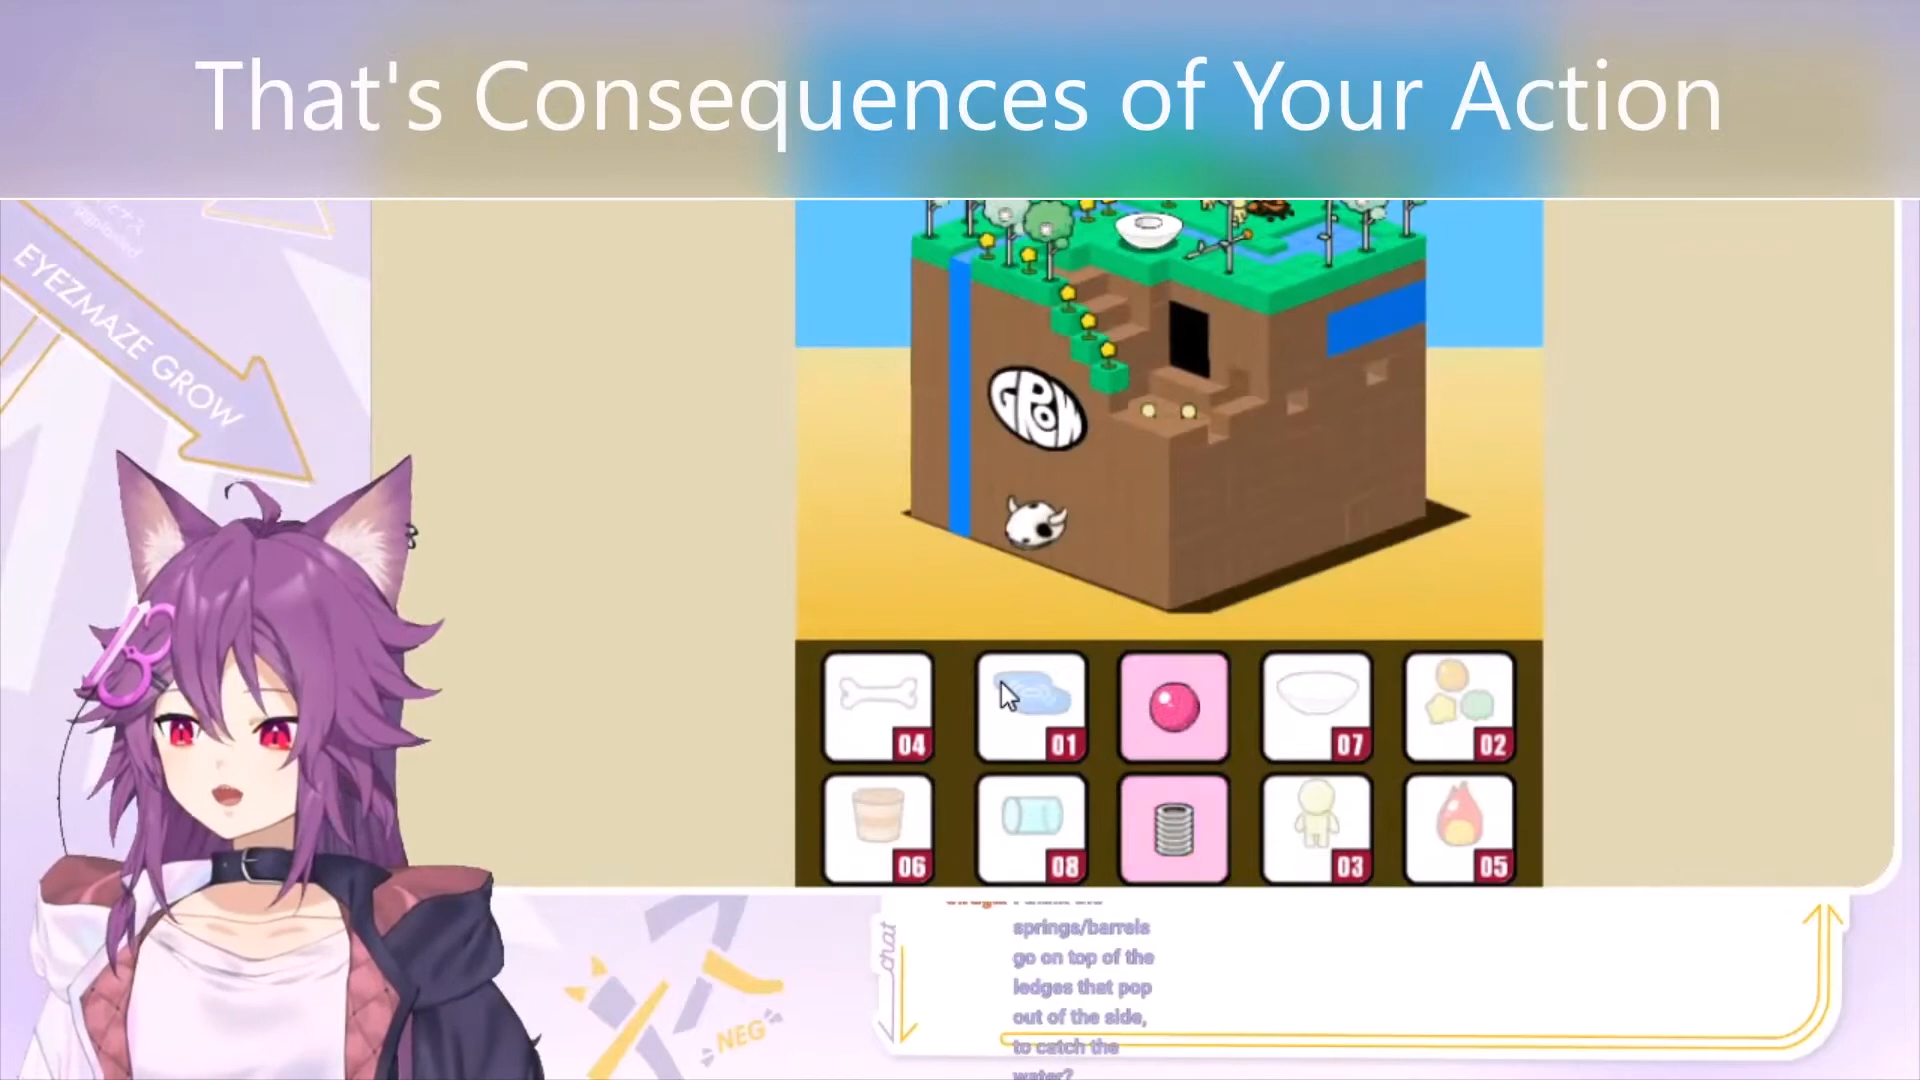 That's Consequences of Your Action
EYEZMAZE GROW
GROW
04
01
07
02
06
08
03
05
chat
springs/barrels
go on top of the
ledges that pop
out of the side,
to catch the
water?
NEG